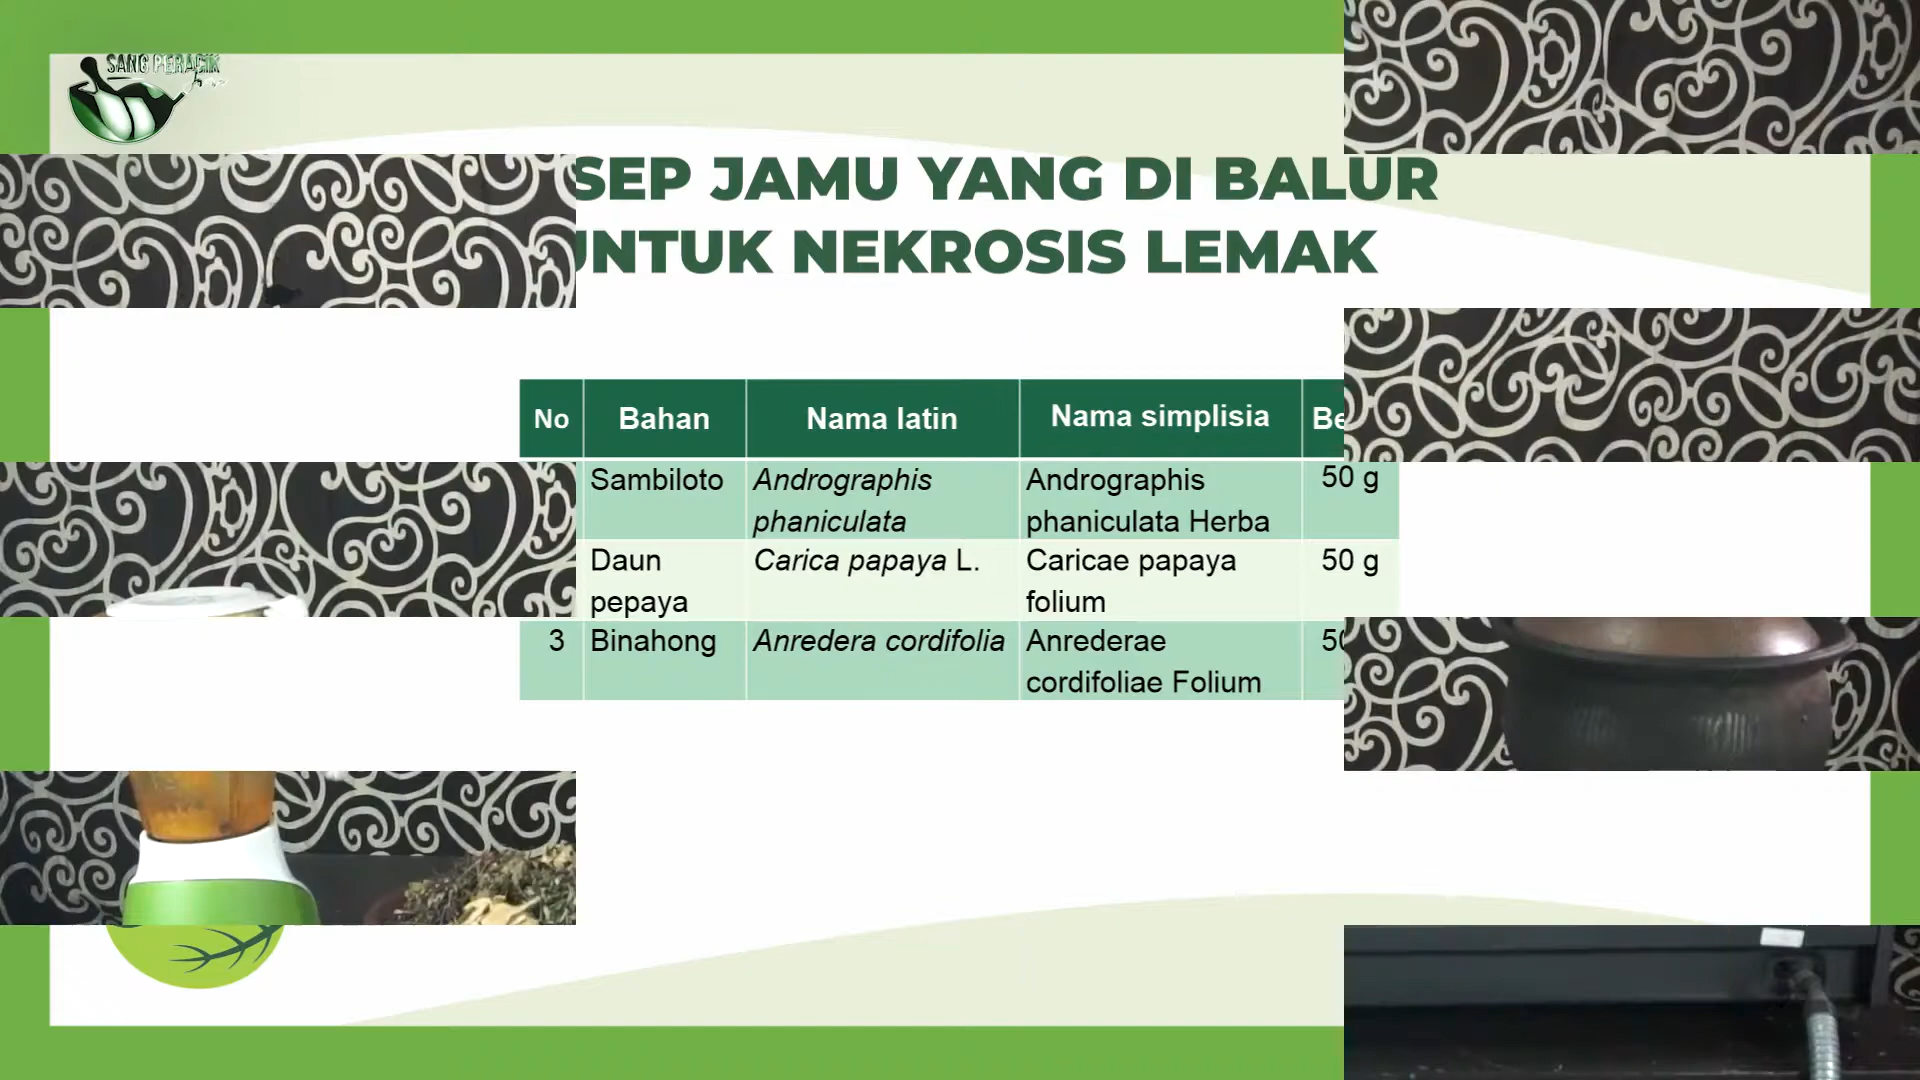 SANG PERACIK
SEP JAMU YANG DI BALUR
UNTUK NEKROSIS LEMAK
No Bahan Nama latin Nama simplisia Be
Sambiloto Andrographis phaniculata Andrographis phaniculata Herba 50 g
Daun pepaya Carica papaya L. Caricae papaya folium 50 g
3 Binahong Anredera cordifolia Anrederae cordifoliae Folium 50